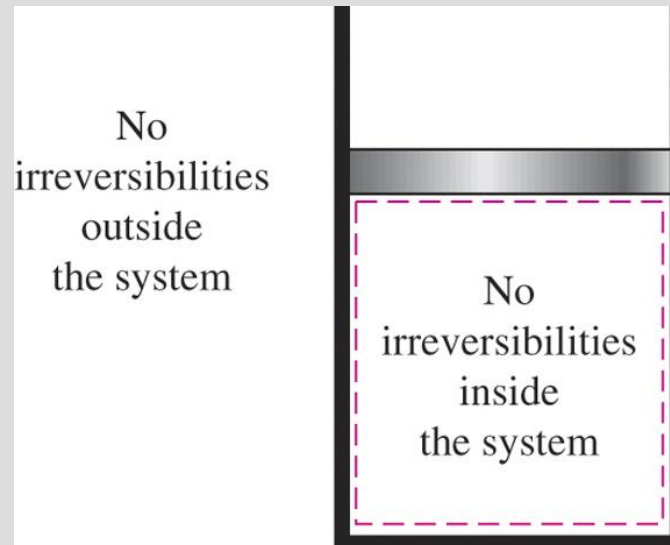 No
irreversibilities
outside
the system
No
irreversibilities
inside
the system